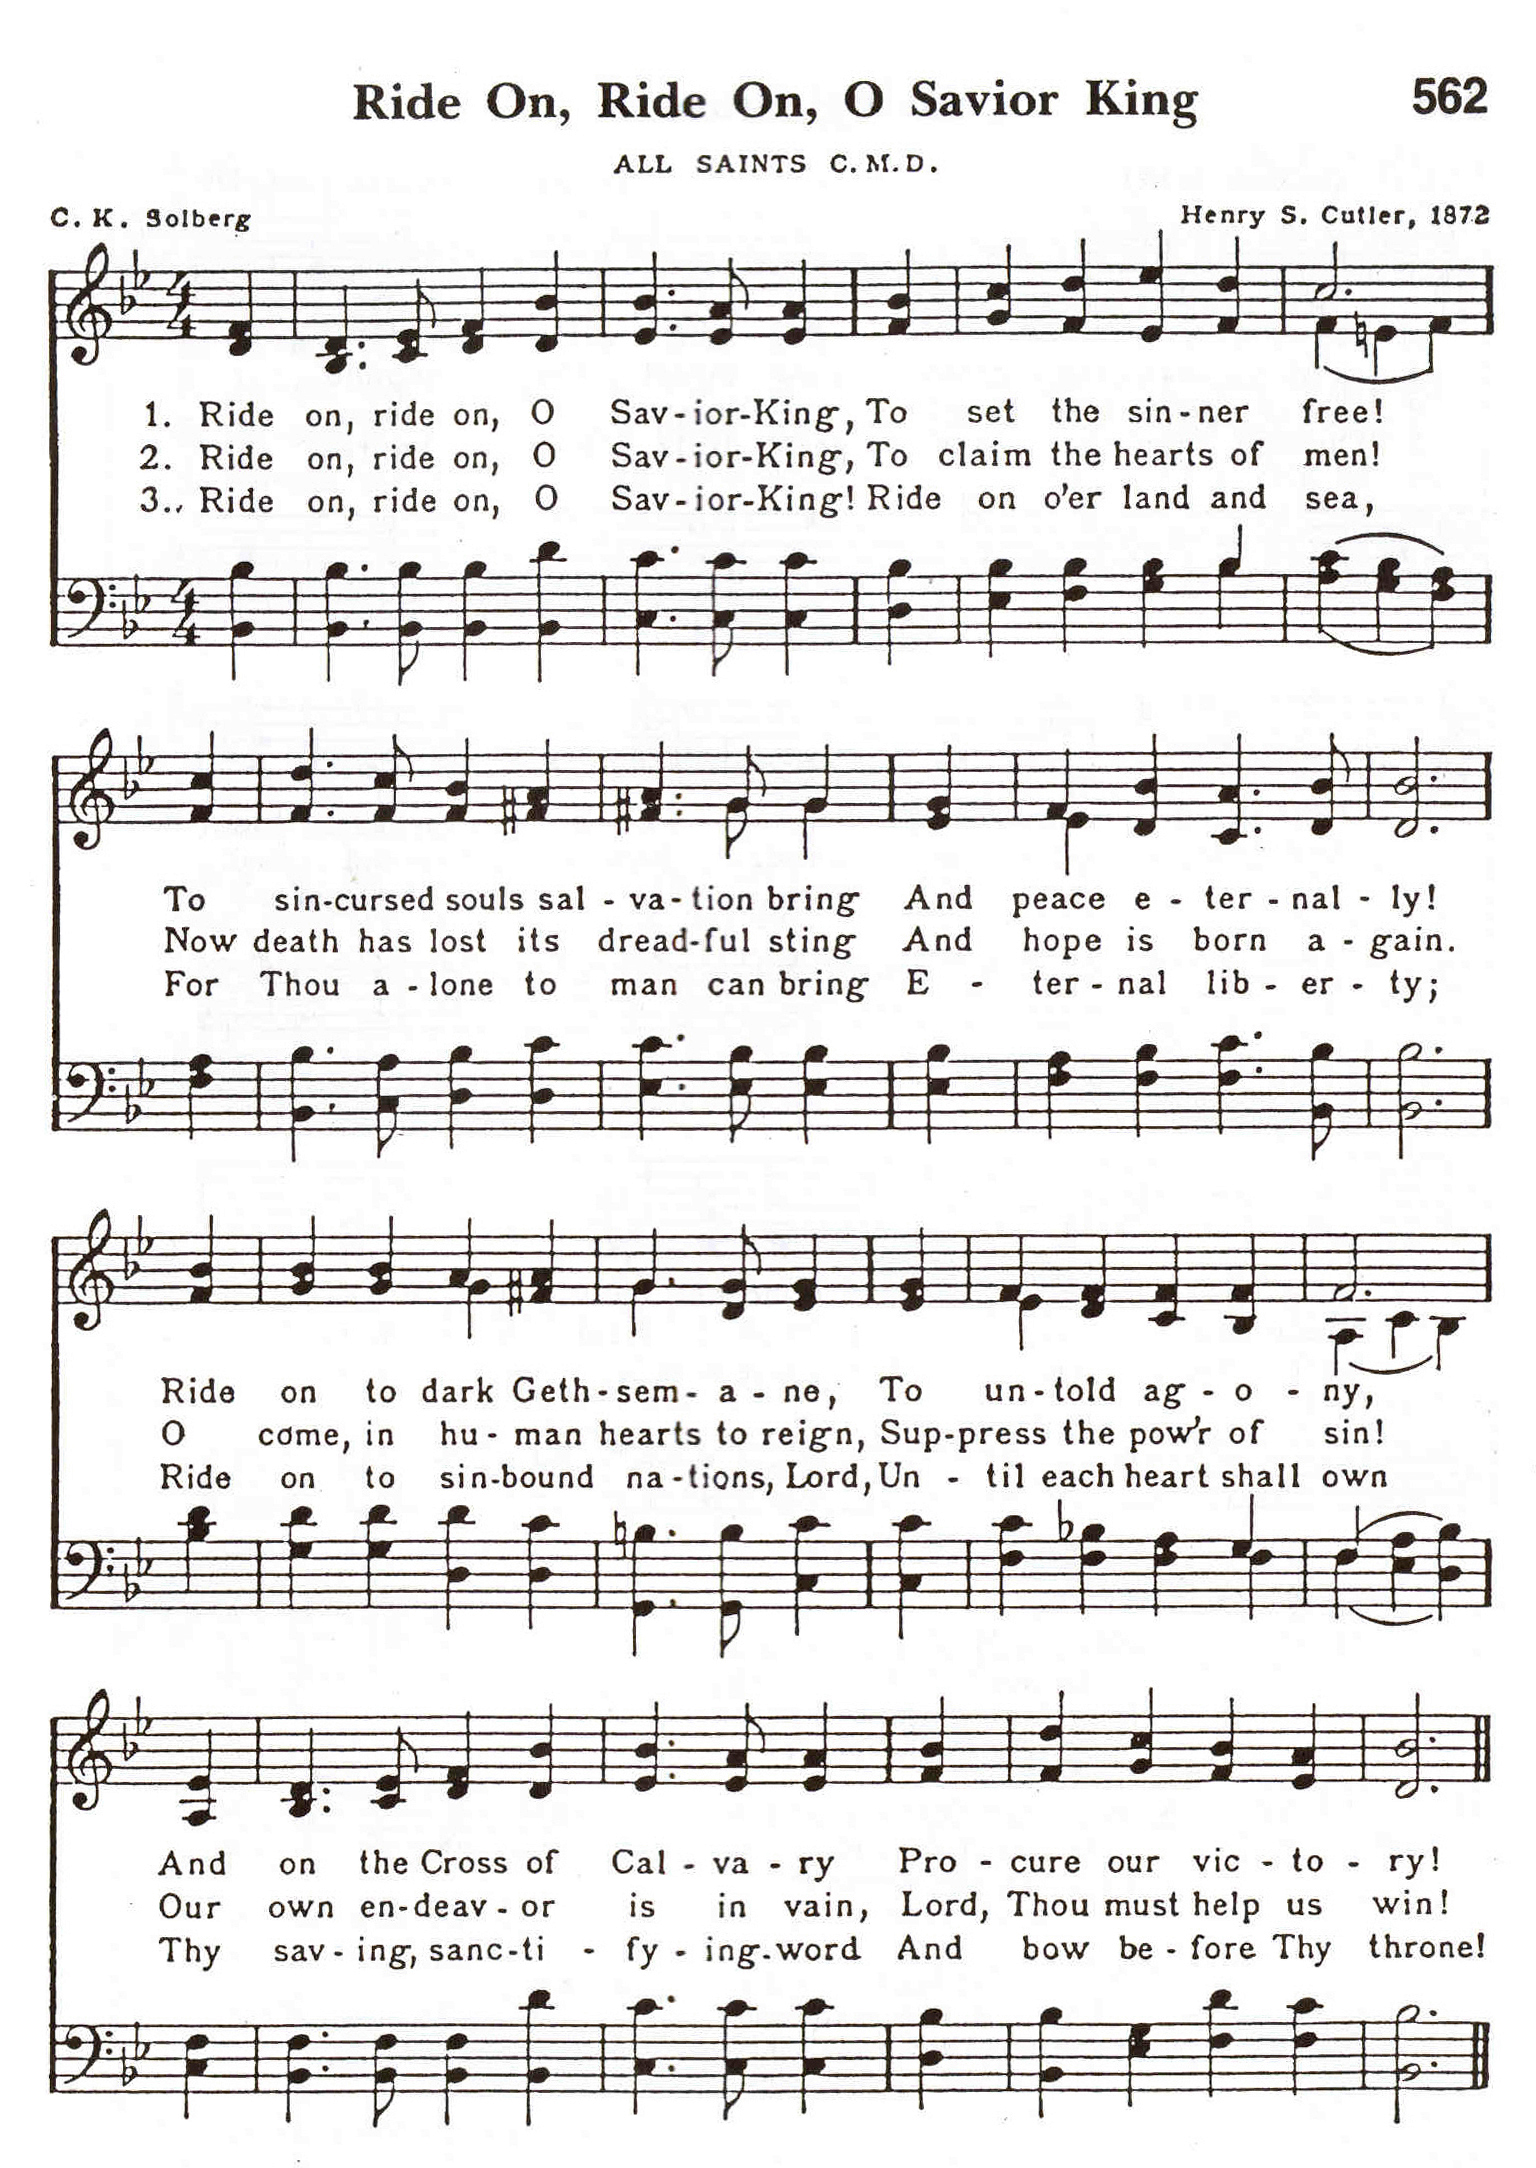 Ride On, Ride On, O Savior King 562
ALL SAINTS C.M.D.
C. K. Solberg Henry S. Cutler, 1872
1. Ride on, ride on, O Sav-ior-King, To set the sin-ner free!
2. Ride on, ride on, O Sav-ior-King, To claim the hearts of men!
3. Ride on, ride on, O Sav-ior-King! Ride on o'er land and sea,
To sin-cursed souls sal-va-tion bring And peace e-ter-nal-ly!
Now death has lost its dread-ful sting And hope is born a-gain.
For Thou a-lone to man can bring E-ter-nal lib-er-ty;
Ride on to dark Geth-sem-a-ne, To un-told ag-o-ny,
O come, in hu-man hearts to reign, Sup-press the pow'r of sin!
Ride on to sin-bound na-tions, Lord, Un-til each heart shall own
And on the Cross of Cal-va-ry Pro-cure our vic-to-ry!
Our own en-deav-or is in vain, Lord, Thou must help us win!
Thy sav-ing, sanc-ti-fy-ing-word And bow be-fore Thy throne!